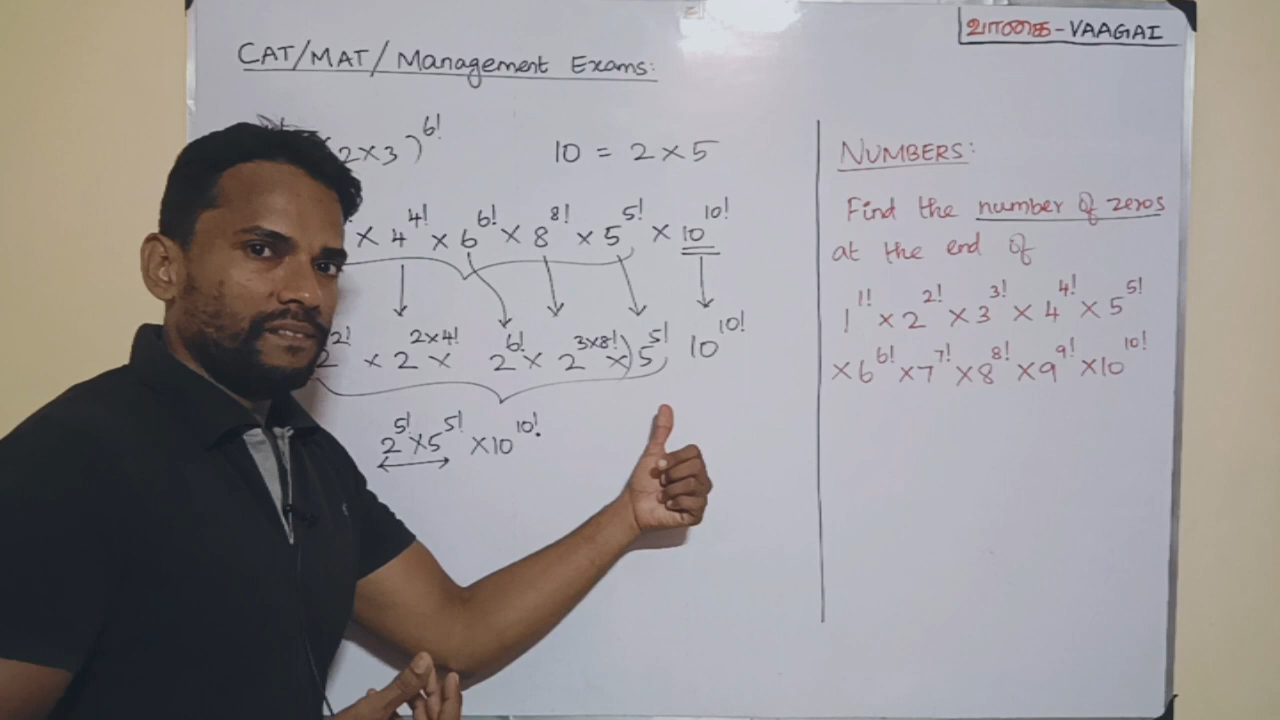 வாகை - VAAGAI
CAT/MAT/ Management Exams:
2×3)^6!
10 = 2 × 5
× 4^4! × 6^6! × 8^8! × 5^5! × 10^10!
2^2! × 2^2×4! × 2^6! × 2^3×8! ×) 5^5! 10^10!
2^5! × 5^5! × 10^10!
NUMBERS:
Find the number of zeros
at the end of
1^1! × 2^2! × 3^3! × 4^4! × 5^5!
× 6^6! × 7^7! × 8^8! × 9^9! × 10^10!